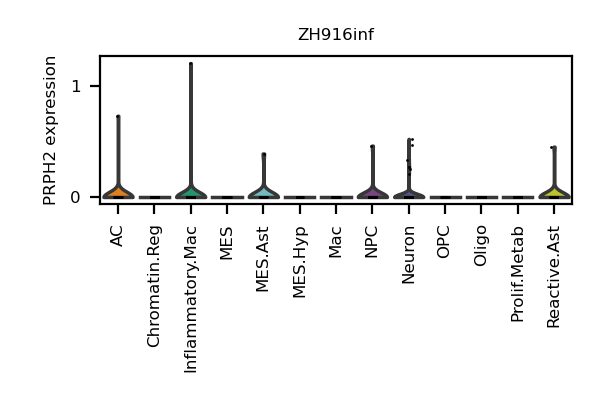 ZH916inf
PRPH2 expression
1
0
AC
Chromatin.Reg
Inflammatory.Mac
MES
MES.Ast
MES.Hyp
Mac
NPC
Neuron
OPC
Oligo
Prolif.Metab
Reactive.Ast